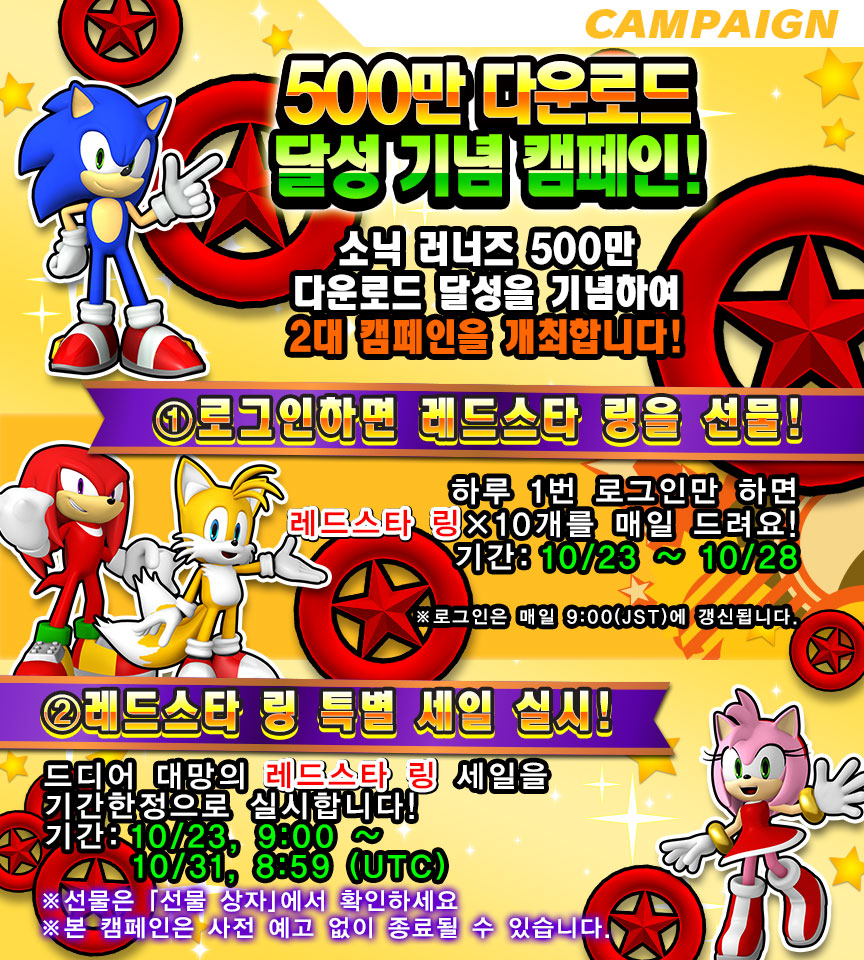 CAMPAIGN
500만 다운로드
달성 기념 캠페인!
소닉 러너즈 500만
다운로드 달성을 기념하여
2대 캠페인을 개최합니다!
①로그인하면 레드스타 링을 선물!
하루 1번 로그인만 하면
레드스타 링×10개를 매일 드려요!
기간: 10/23 ~ 10/28
※로그인은 매일 9:00(JST)에 갱신됩니다.
②레드스타 링 특별 세일 실시!
드디어 대망의 레드스타 링 세일을
기간한정으로 실시합니다!
기간: 10/23, 9:00 ~
10/31, 8:59 (UTC)
※선물은 「선물 상자」에서 확인하세요
※본 캠페인은 사전 예고 없이 종료될 수 있습니다.